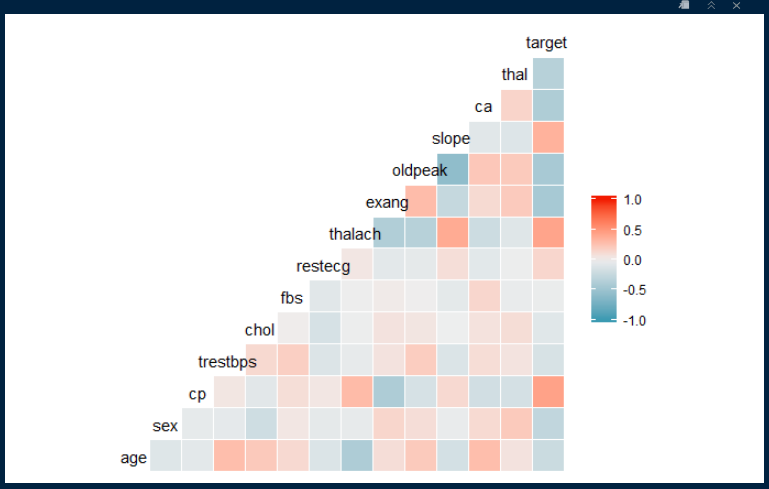 target
thal
ca
slope
oldpeak
exang
thalach
restecg
fbs
chol
trestbps
cp
sex
age
1.0
0.5
0.0
-0.5
-1.0